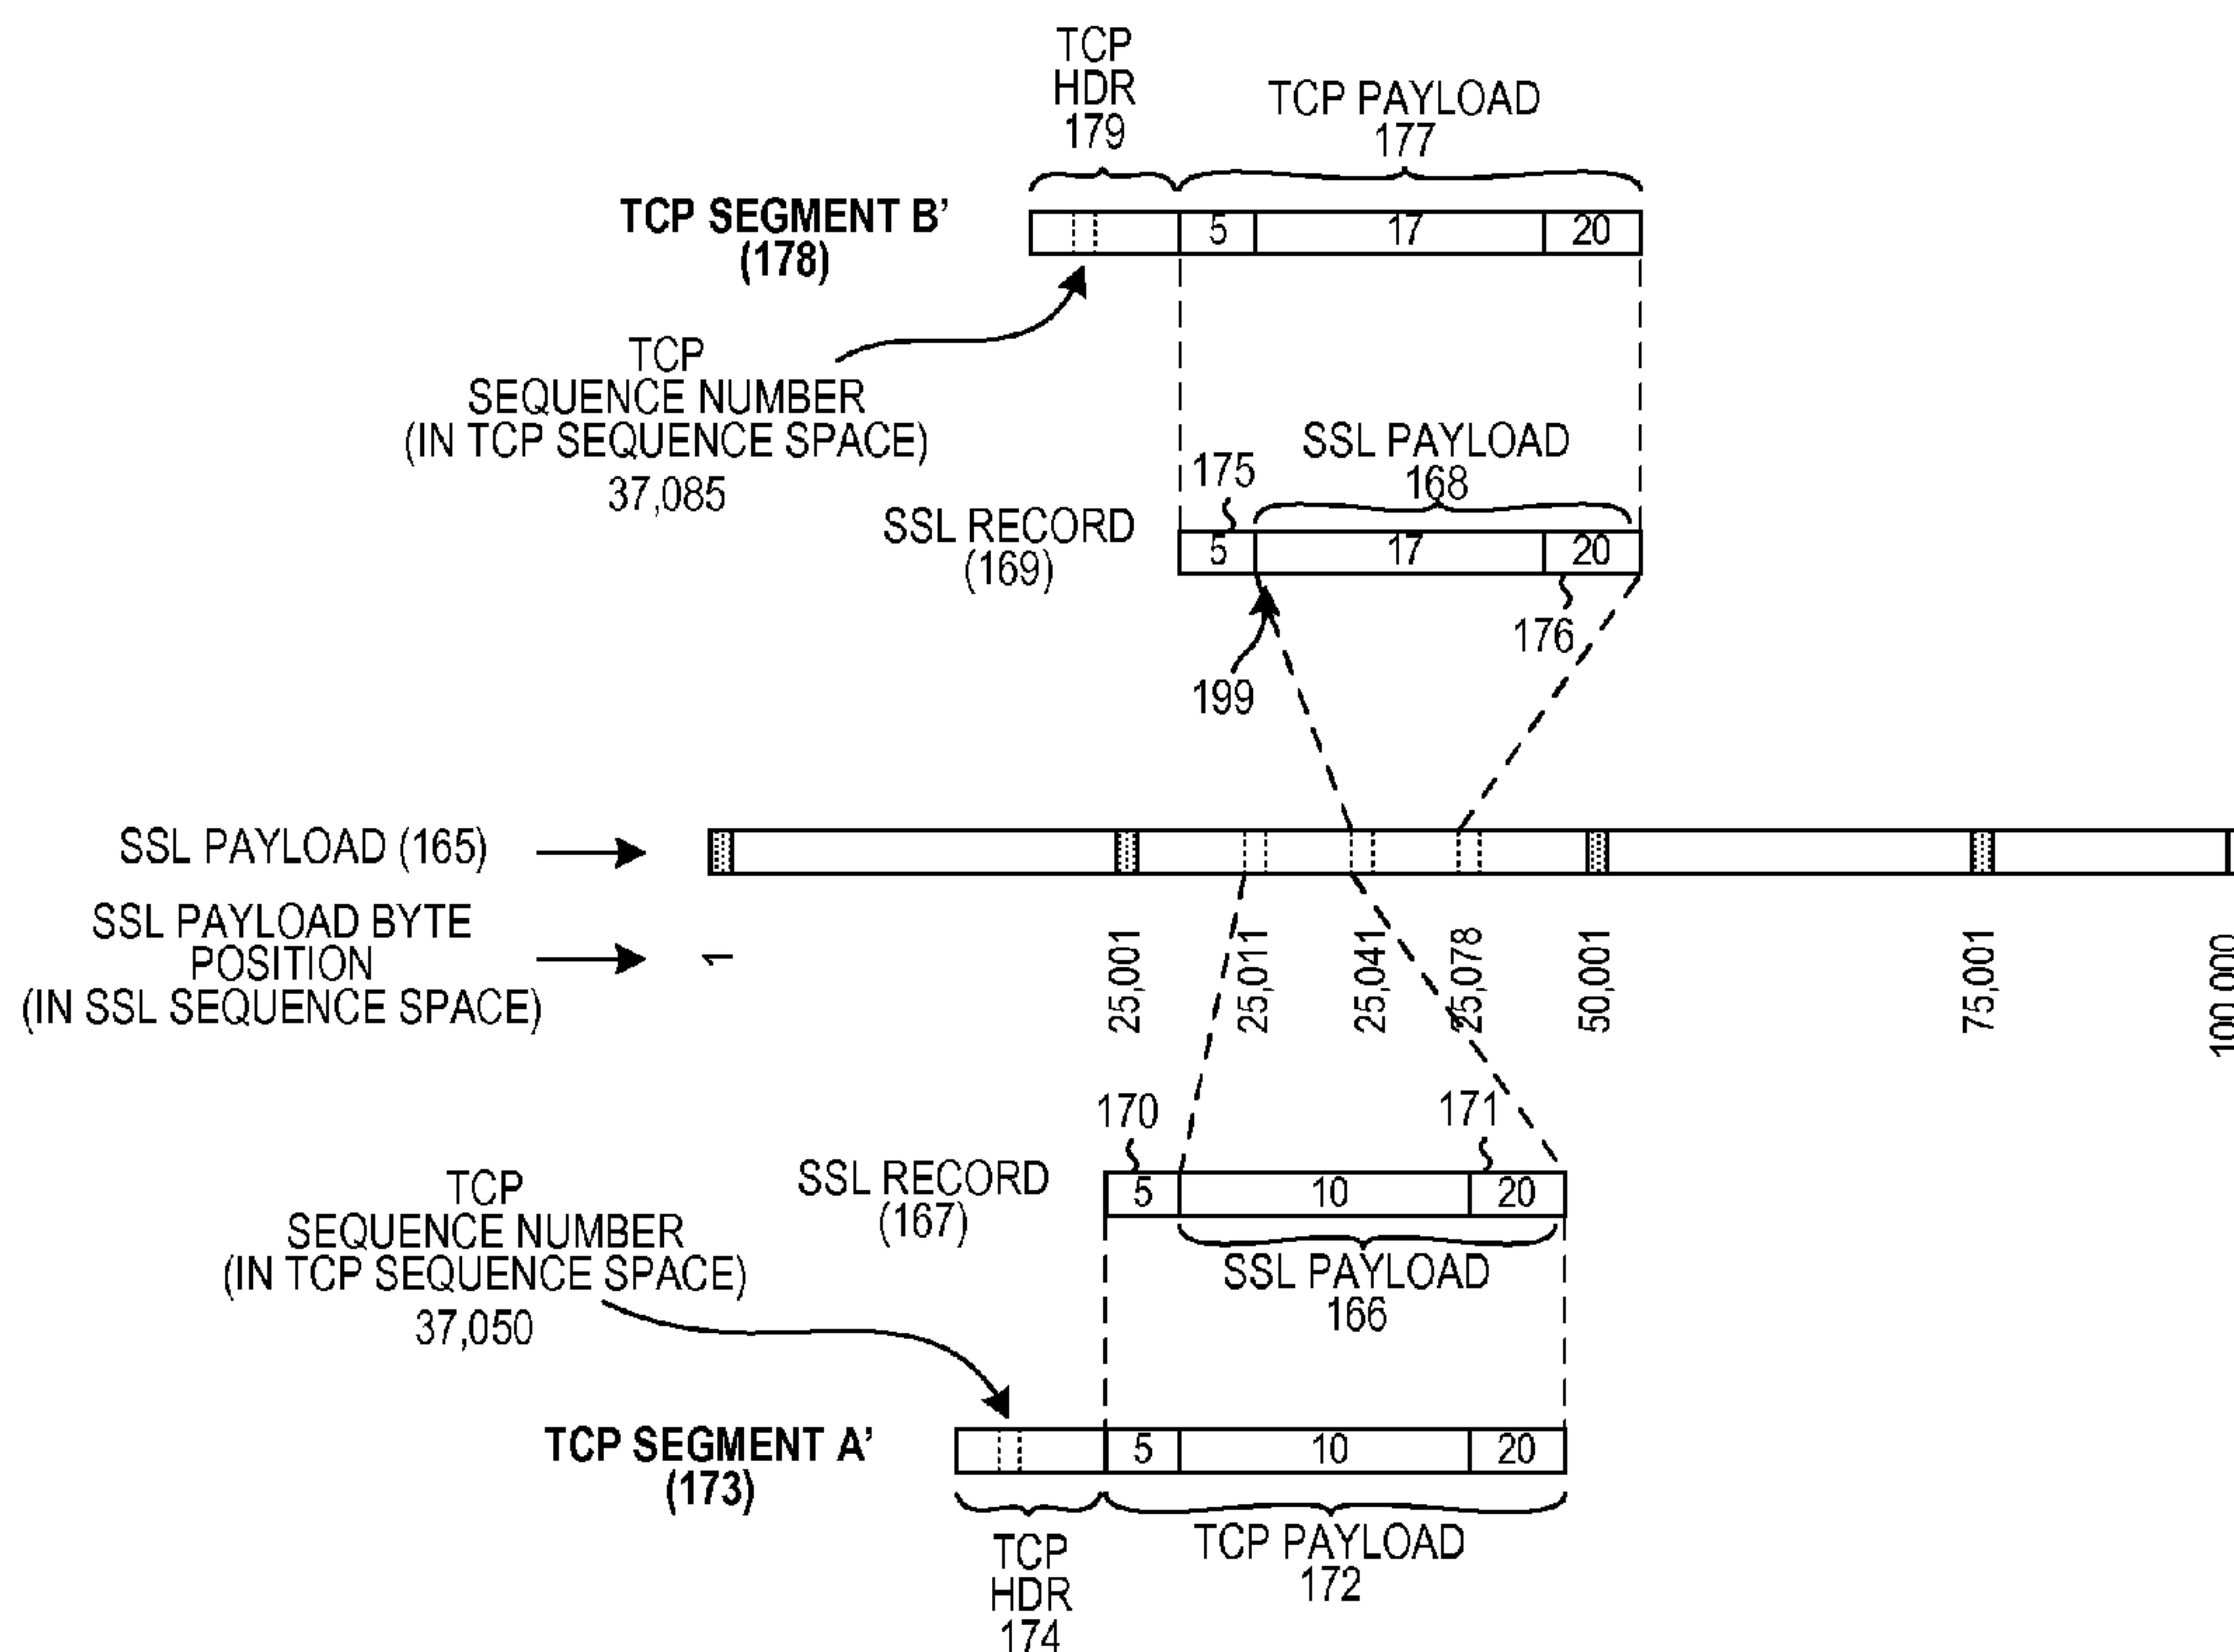 TCP
HDR
179
TCP PAYLOAD
177
TCP SEGMENT B’
(178)
5
17
20
TCP
SEQUENCE NUMBER
(IN TCP SEQUENCE SPACE)
37,085
SSL PAYLOAD
168
175
SSL RECORD
(169)
5
17
20
176
199
SSL PAYLOAD (165)
SSL PAYLOAD BYTE
POSITION
(IN SSL SEQUENCE SPACE)
1
25,001
25,011
25,041
25,078
50,001
75,001
100,000
170
171
SSL RECORD
(167)
5
10
20
SSL PAYLOAD
166
TCP
SEQUENCE NUMBER
(IN TCP SEQUENCE SPACE)
37,050
TCP SEGMENT A’
(173)
5
10
20
TCP
HDR
174
TCP PAYLOAD
172